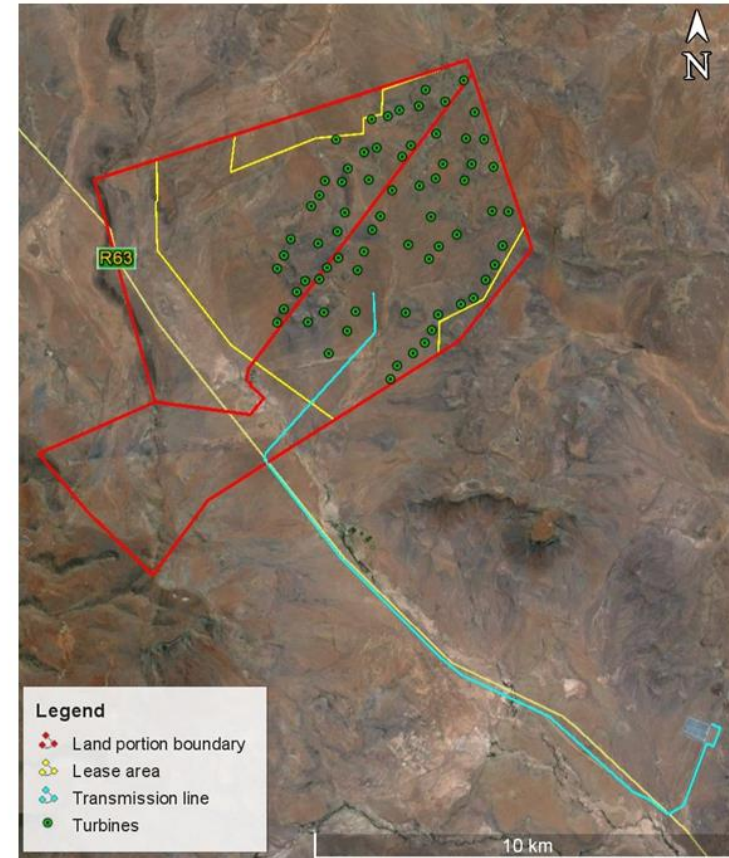 N
R63
Legend
Land portion boundary
Lease area
Transmission line
Turbines
10 km